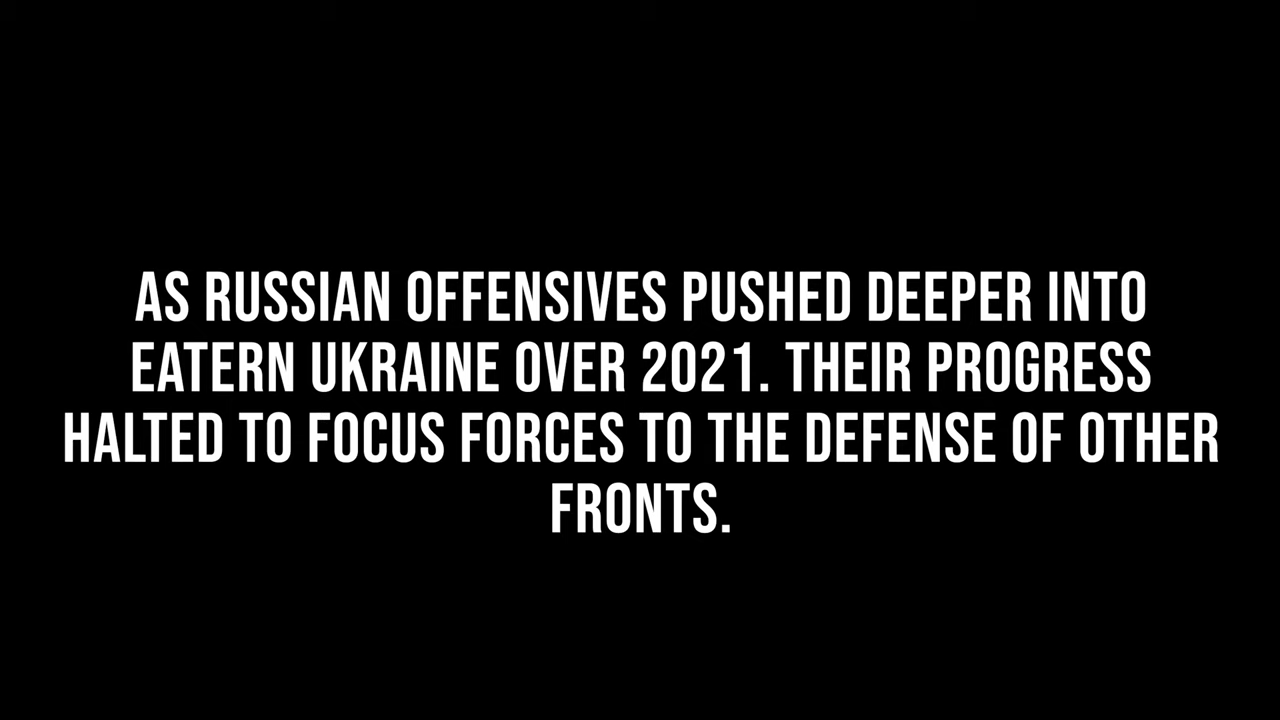 AS RUSSIAN OFFENSIVES PUSHED DEEPER INTO
EATERN UKRAINE OVER 2021. THEIR PROGRESS
HALTED TO FOCUS FORCES TO THE DEFENSE OF OTHER
FRONTS.